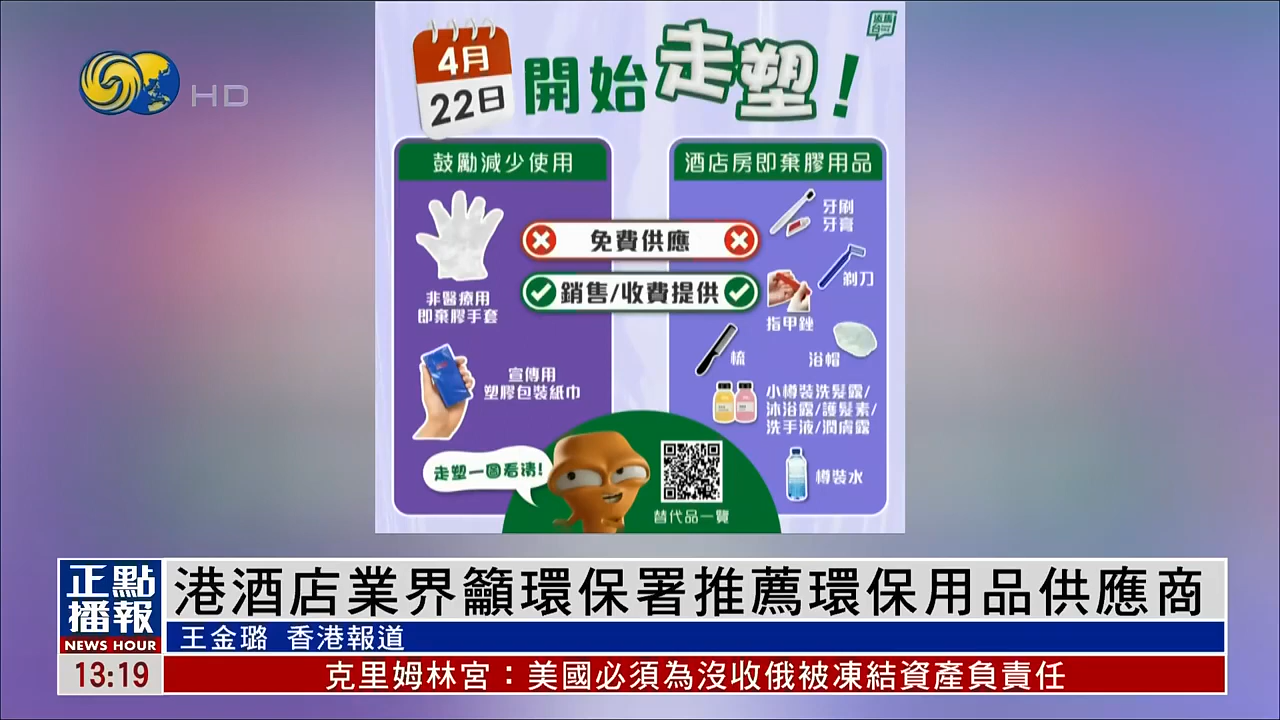 HD
4月
22日
開始走塑！
鼓勵減少使用
非醫療用
即棄膠手套
宣傳用
塑膠包裝紙巾
免費供應
銷售/收費提供
酒店房即棄膠用品
牙刷
牙膏
剃刀
指甲銼
梳
浴帽
小樽裝洗髮露/
沐浴露/護髮素/
洗手液/潤膚露
樽裝水
走塑一圖看清!
替代品一覽
正點
播報
NEWS HOUR
13:19
港酒店業界籲環保署推薦環保用品供應商
王金璐 香港報道
克里姆林宮：美國必須為沒收俄被凍結資產負責任